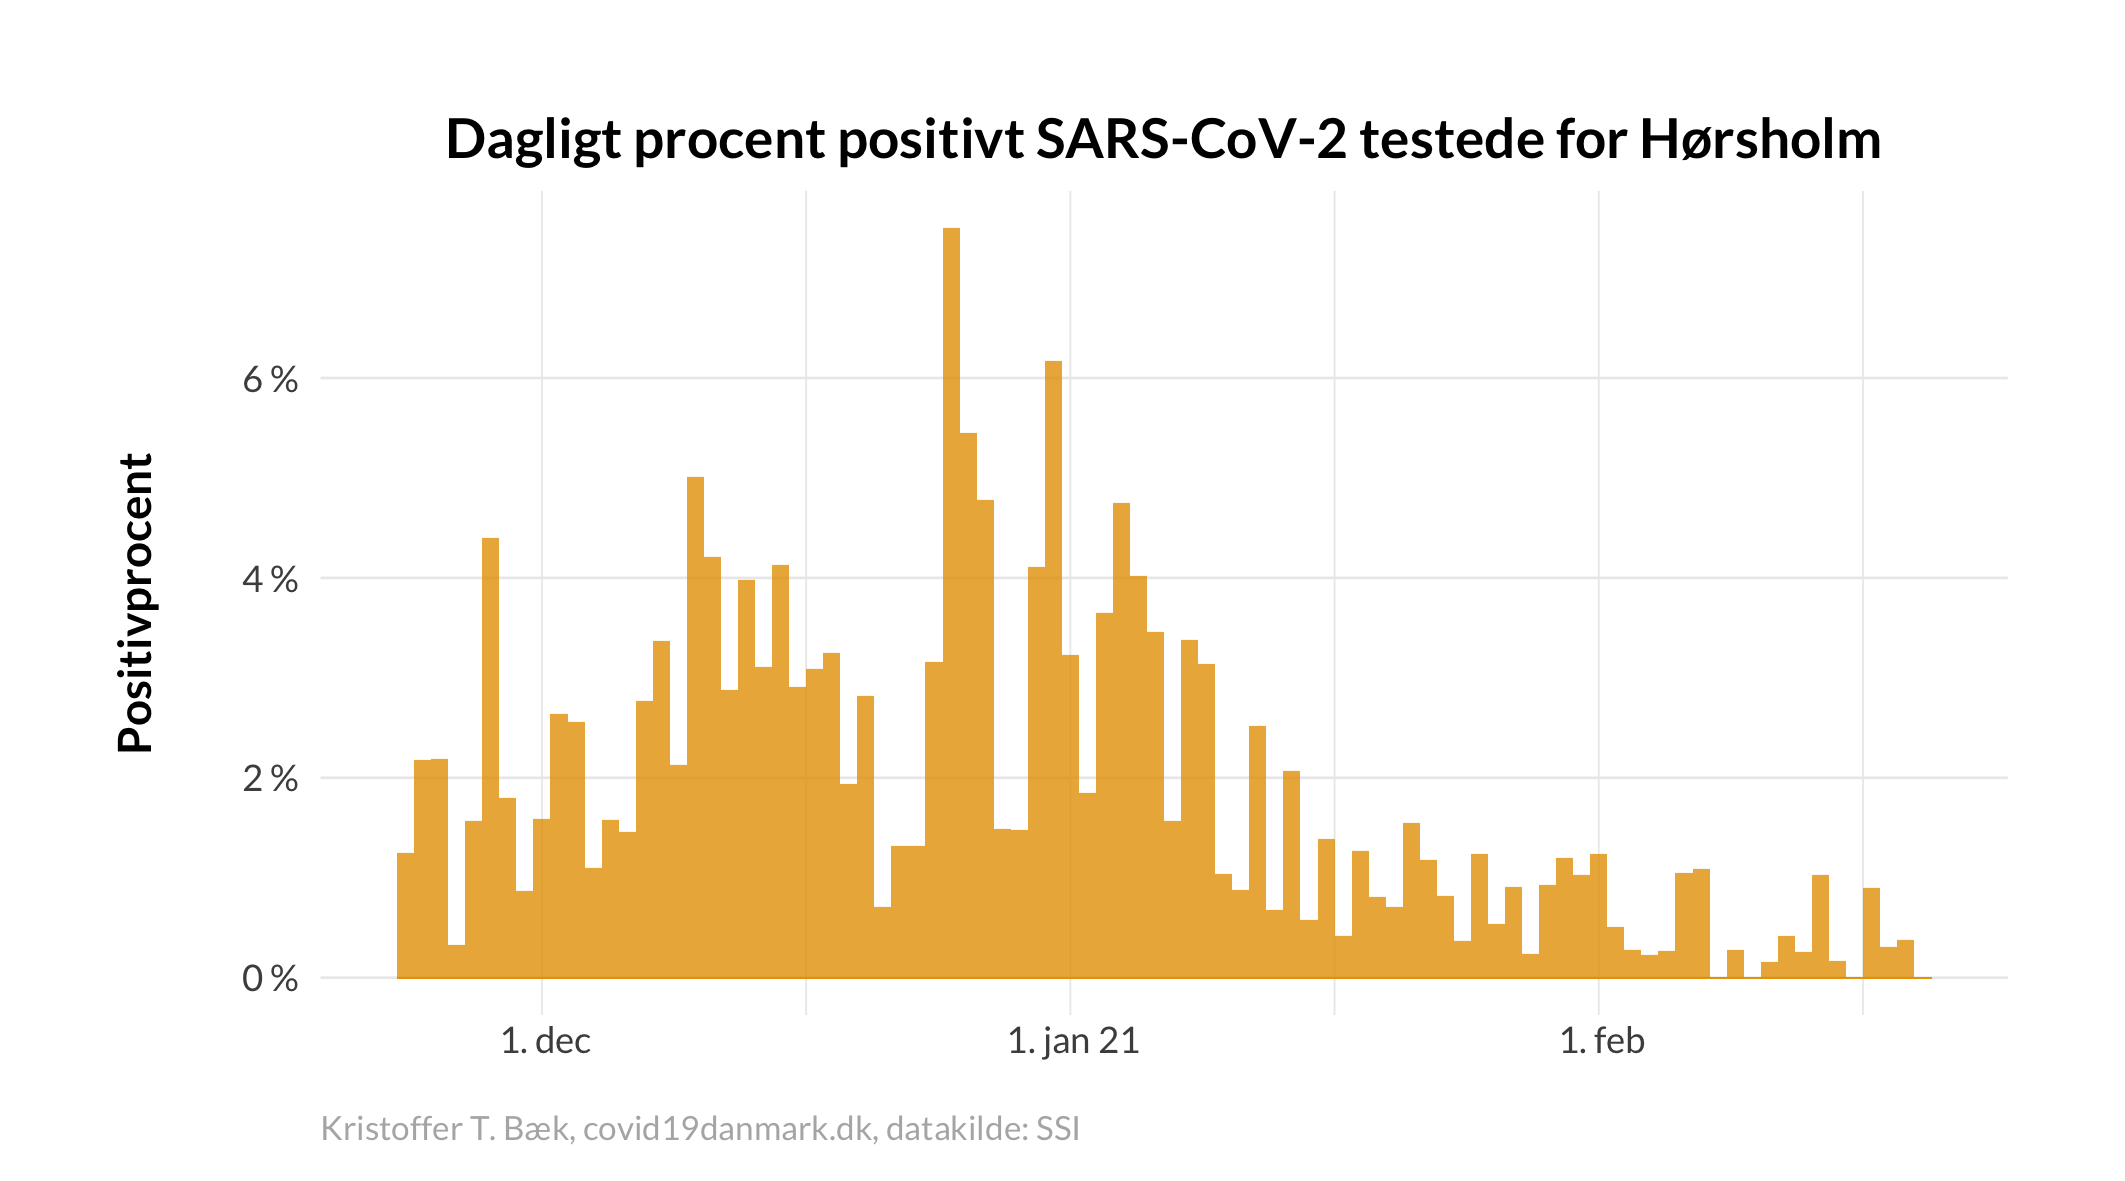 Dagligt procent positivt SARS-CoV-2 testede for Hørsholm
Positivprocent
6 %
4 %
2 %
0 %
1. dec
1. jan 21
1. feb
Kristoffer T. Bæk, covid19danmark.dk, datakilde: SSI